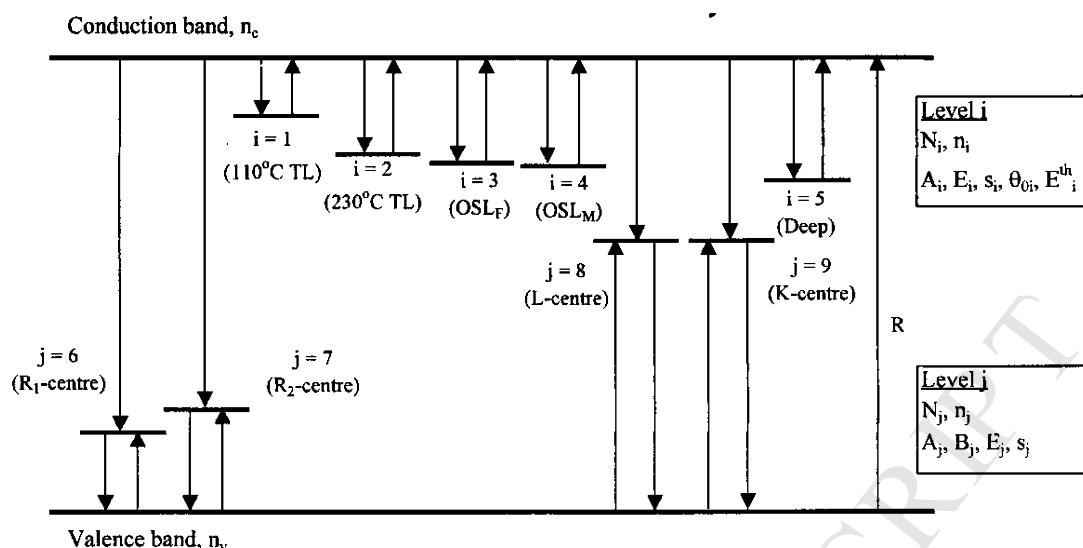 Conduction band, n_c
i = 1
(110°C TL)
i = 2
(230°C TL)
i = 3
(OSL_F)
i = 4
(OSL_M)
i = 5
(Deep)
Level i
N_i, n_i
A_i, E_i, s_i, θ_0i, E^th_i
j = 8
(L-centre)
j = 9
(K-centre)
R
j = 6
(R_1-centre)
j = 7
(R_2-centre)
Level j
N_j, n_j
A_j, B_j, E_j, s_j
Valence band, n_v
CRIPT